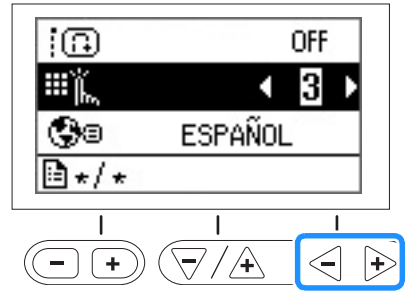 OFF
3
ESPAÑOL
*/*
- + - / + - +